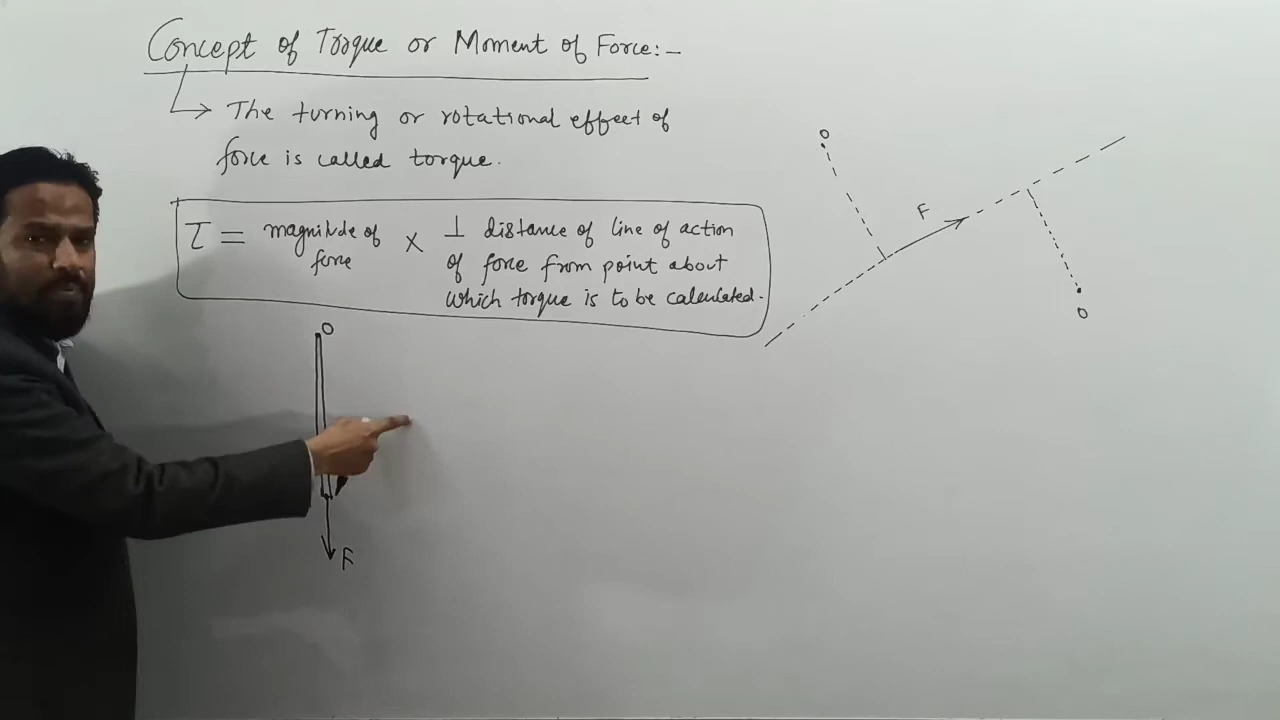 Concept of Torque or Moment of Force:-
The turning or rotational effect of
force is called torque.
τ = magnitude of force × ⊥ distance of line of action
of force from point about
which torque is to be calculated.
O
F
O
O
F